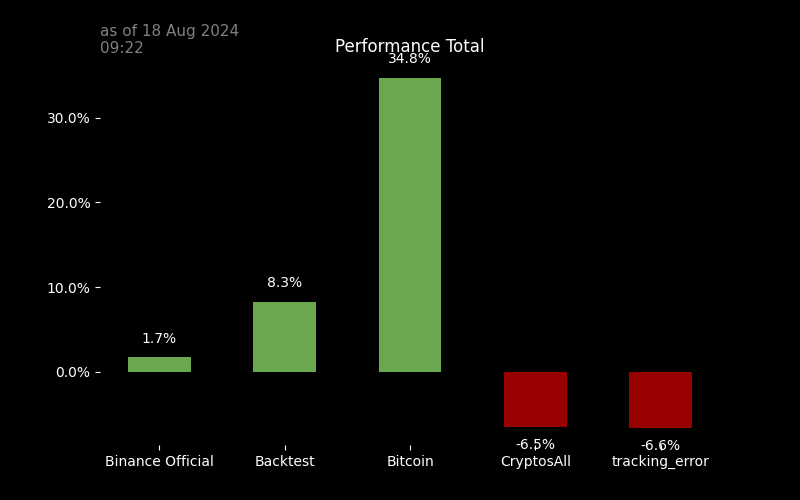 as of 18 Aug 2024
09:22
Performance Total
34.8%
30.0%
20.0%
10.0%
8.3%
1.7%
0.0%
-6.5%
-6.6%
Binance Official
Backtest
Bitcoin
CryptosAll
tracking_error